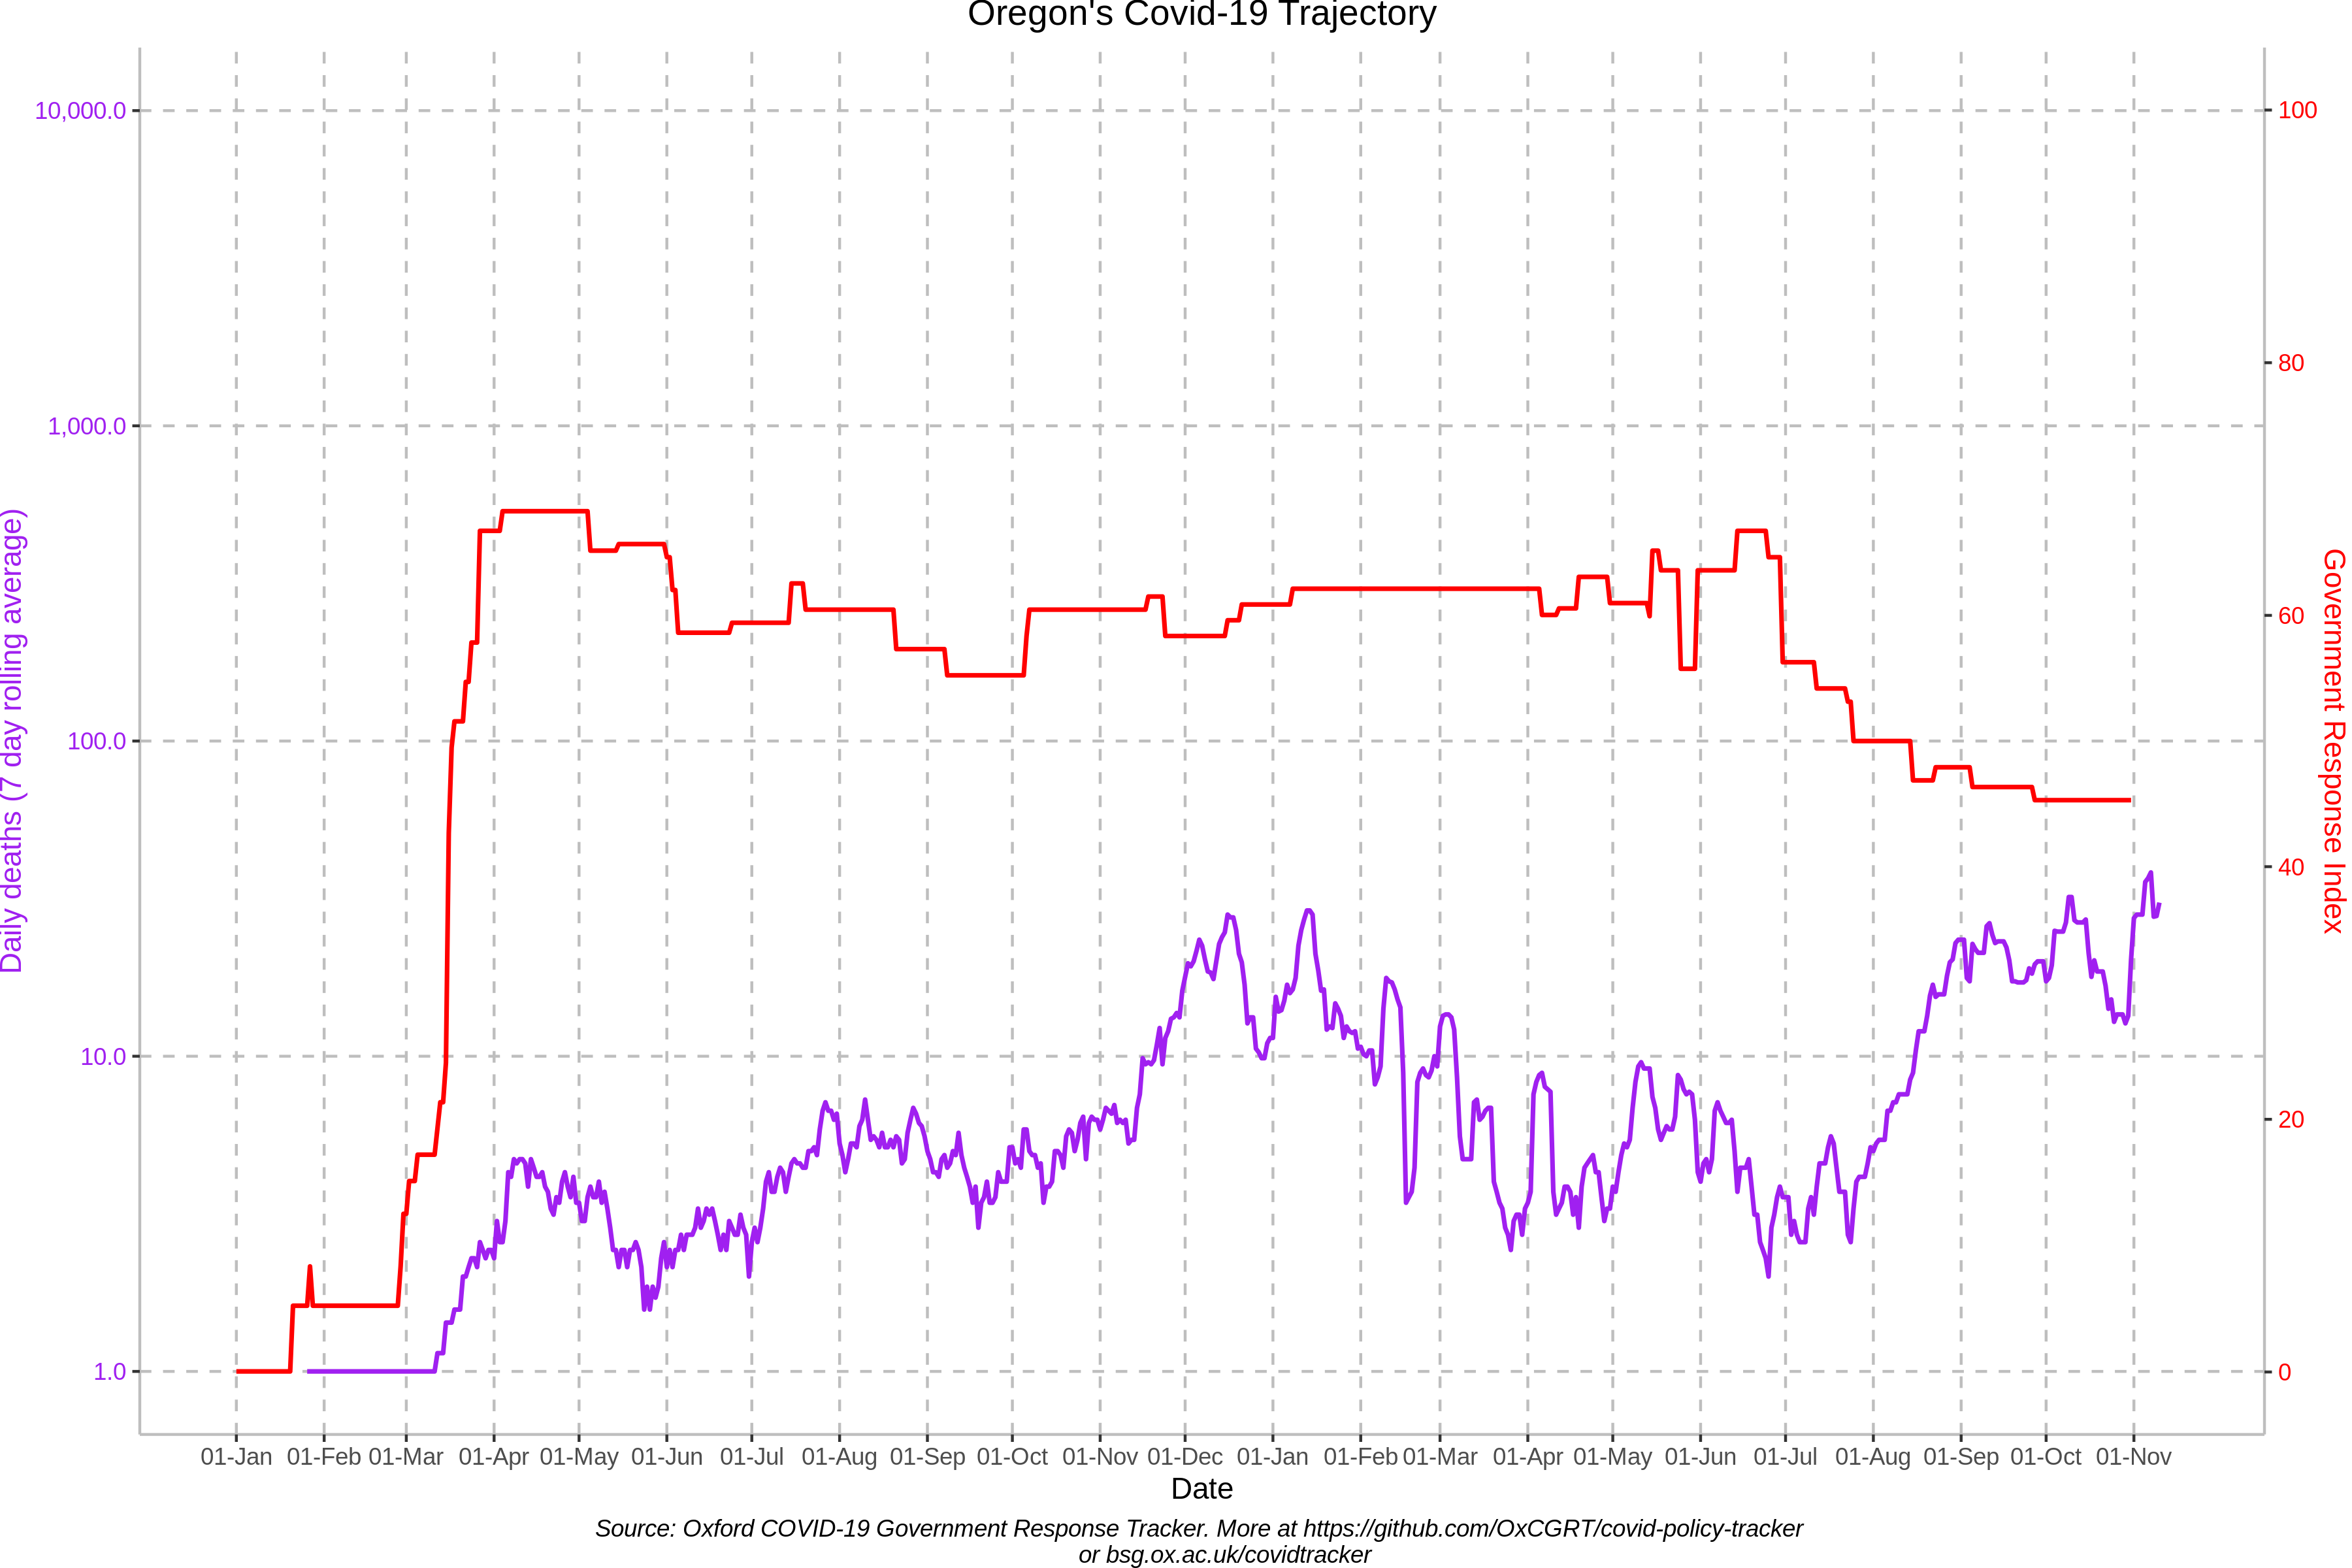 Oregon's Covid-19 Trajectory
10,000.0
1,000.0
100.0
10.0
1.0
Daily deaths (7 day rolling average)
100
80
60
40
20
0
Government Response Index
01-Jan 01-Feb 01-Mar 01-Apr 01-May 01-Jun 01-Jul 01-Aug 01-Sep 01-Oct 01-Nov 01-Dec 01-Jan 01-Feb 01-Mar 01-Apr 01-May 01-Jun 01-Jul 01-Aug 01-Sep 01-Oct 01-Nov
Date
Source: Oxford COVID-19 Government Response Tracker. More at https://github.com/OxCGRT/covid-policy-tracker
or bsg.ox.ac.uk/covidtracker